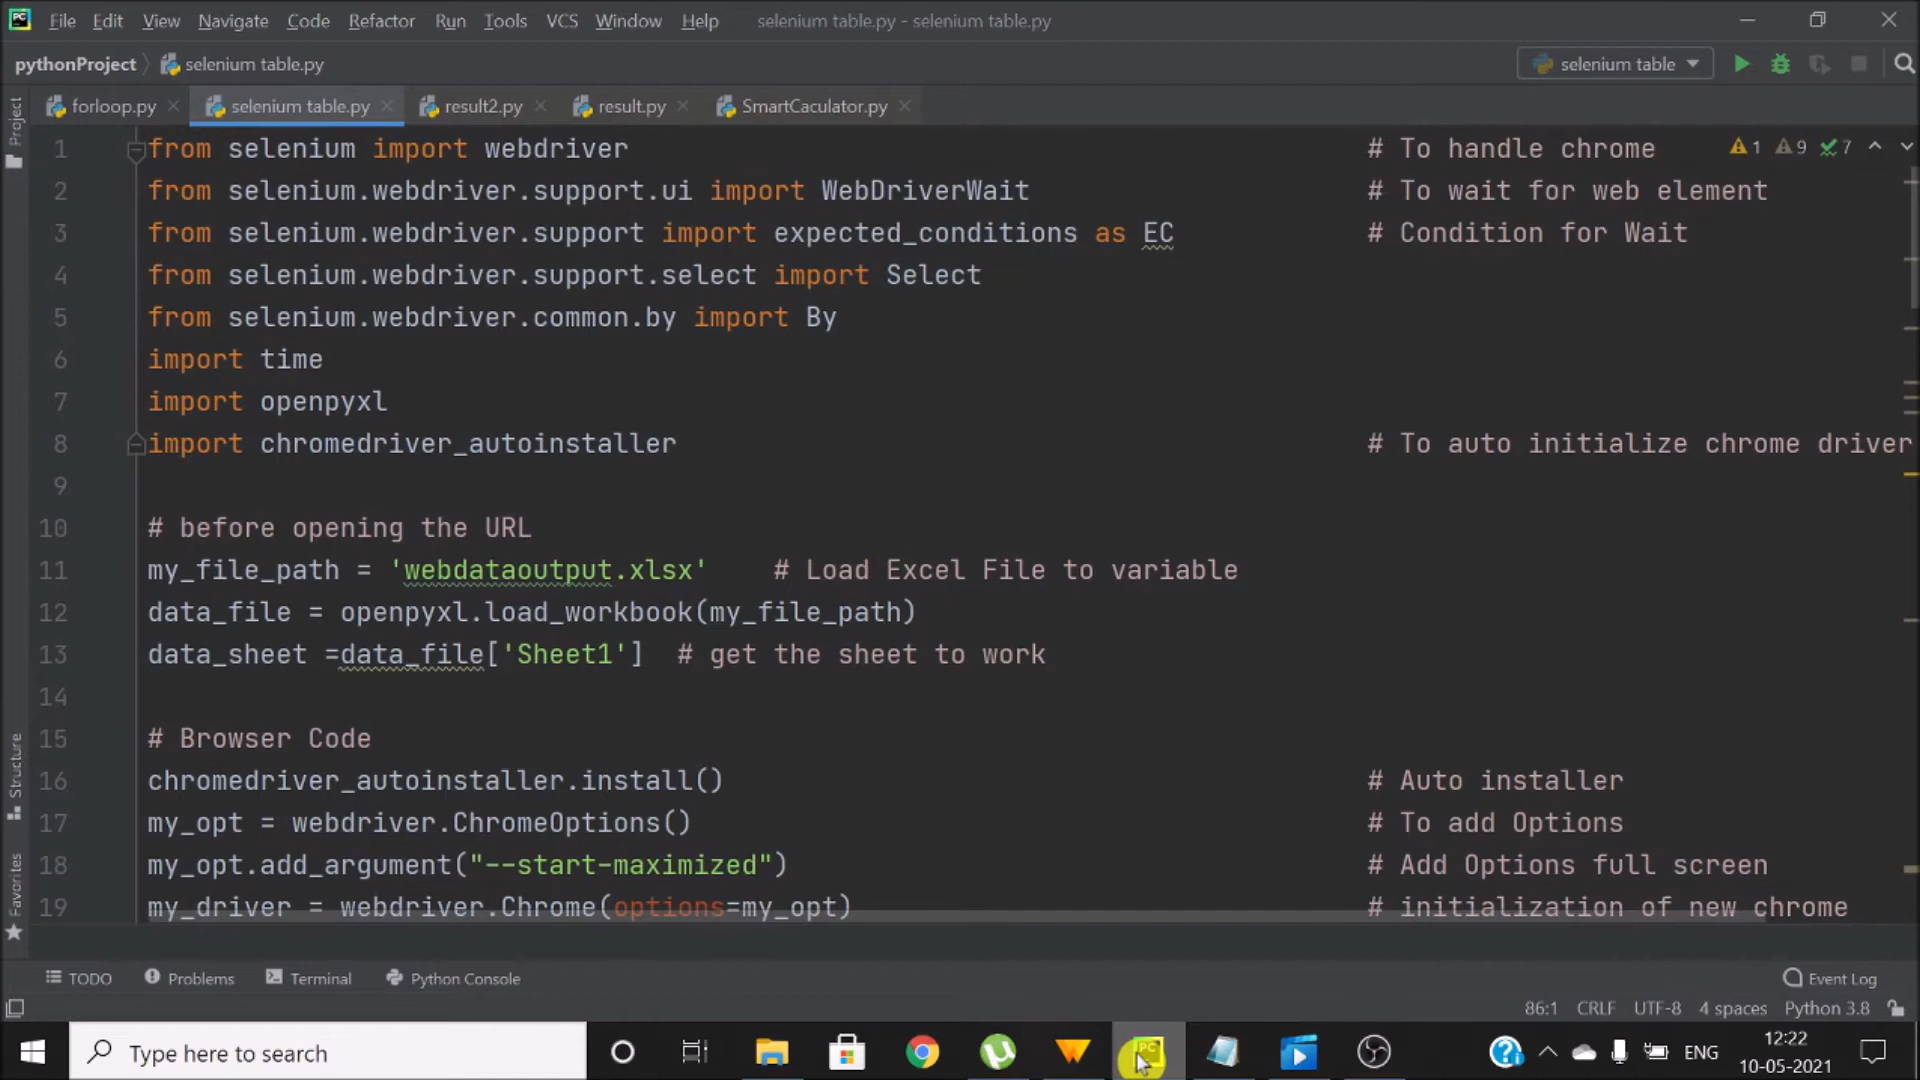 PC File Edit View Navigate Code Refactor Run Tools VCS Window Help selenium table.py - selenium table.py
pythonProject selenium table.py selenium table
forloop.py selenium table.py result2.py result.py SmartCaculator.py
Project
1 from selenium import webdriver # To handle chrome 1 9 7
2 from selenium.webdriver.support.ui import WebDriverWait # To wait for web element
3 from selenium.webdriver.support import expected_conditions as EC # Condition for Wait
4 from selenium.webdriver.support.select import Select
5 from selenium.webdriver.common.by import By
6 import time
7 import openpyxl
8 import chromedriver_autoinstaller # To auto initialize chrome driver
9
10 # before opening the URL
11 my_file_path = 'webdataoutput.xlsx' # Load Excel File to variable
12 data_file = openpyxl.load_workbook(my_file_path)
13 data_sheet =data_file['Sheet1'] # get the sheet to work
14
15 # Browser Code
16 chromedriver_autoinstaller.install() # Auto installer
17 my_opt = webdriver.ChromeOptions() # To add Options
18 my_opt.add_argument("--start-maximized") # Add Options full screen
19 my_driver = webdriver.Chrome(options=my_opt) # initialization of new chrome
Structure
Favorites
TODO Problems Terminal Python Console Event Log
86:1 CRLF UTF-8 4 spaces Python 3.8
Type here to search PC ENG 12:22
10-05-2021